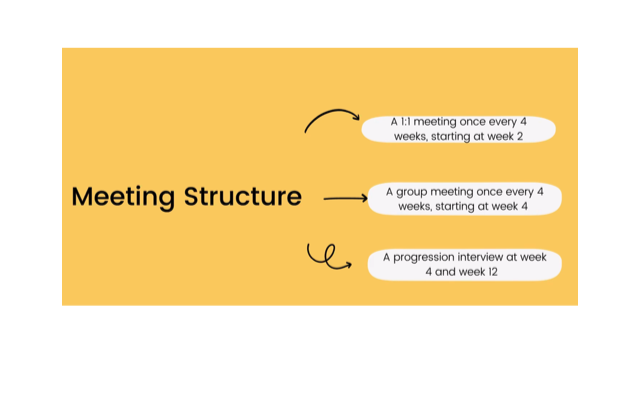 Meeting Structure
A 1:1 meeting once every 4
weeks, starting at week 2
A group meeting once every 4
weeks, starting at week 4
A progression interview at week
4 and week 12